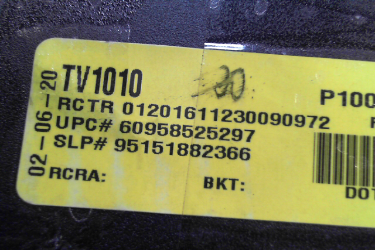 02-06-20
TV1010
20
P100
RCTR 01201611230090972
UPC# 60958525297
SLP# 95151882366
RCRA:
BKT:
DOT